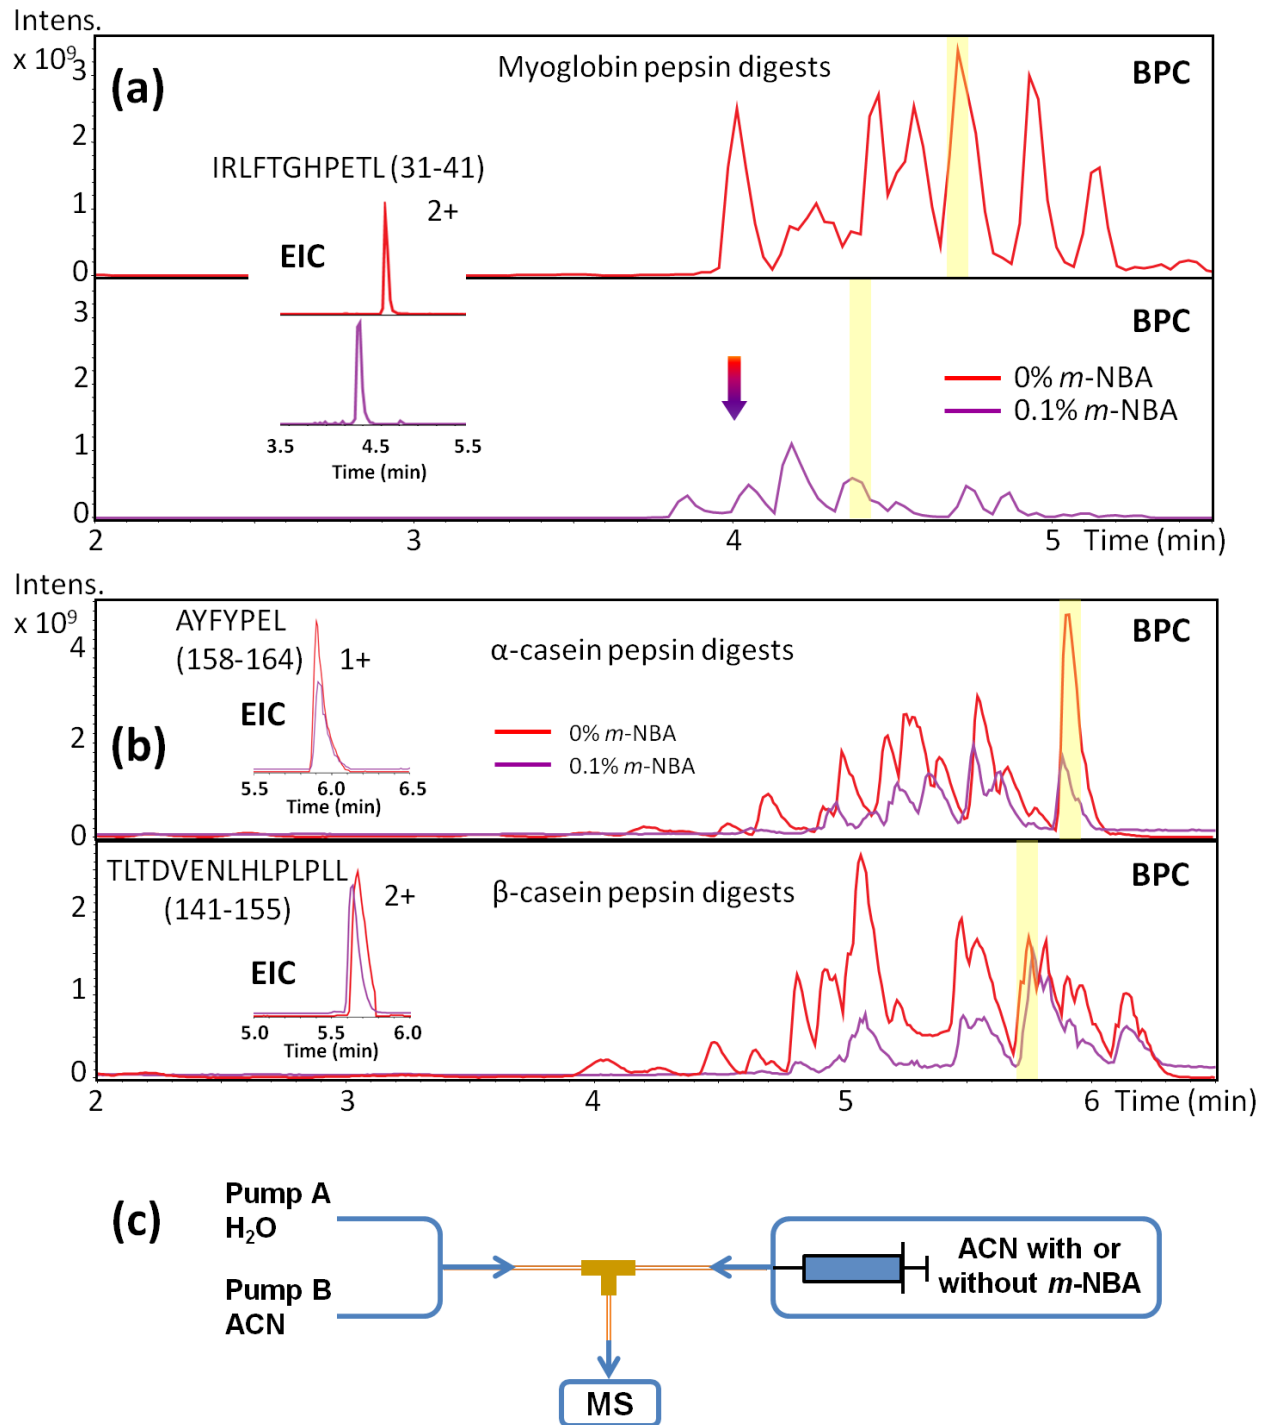 Intens.
x 10⁹
(a)
Myoglobin pepsin digests
BPC
3
2
1
0
IRLFTGHPETL (31-41)
2+
EIC
3.5 4.5 5.5
Time (min)
BPC
0% m-NBA
0.1% m-NBA
3
2
1
0
2 3 4 5 Time (min)
Intens.
x 10⁹
(b)
AYFYPEL
(158-164) 1+
EIC
5.5 6.0 6.5
Time (min)
α-casein pepsin digests
BPC
0% m-NBA
0.1% m-NBA
4
2
0
TLTDVENLHLPLPLL
(141-155) 2+
EIC
5.0 5.5 6.0
Time (min)
β-casein pepsin digests
BPC
2
1
0
2 3 4 5 6 Time (min)
(c)
Pump A
H₂O
Pump B
ACN
ACN with or
without m-NBA
MS